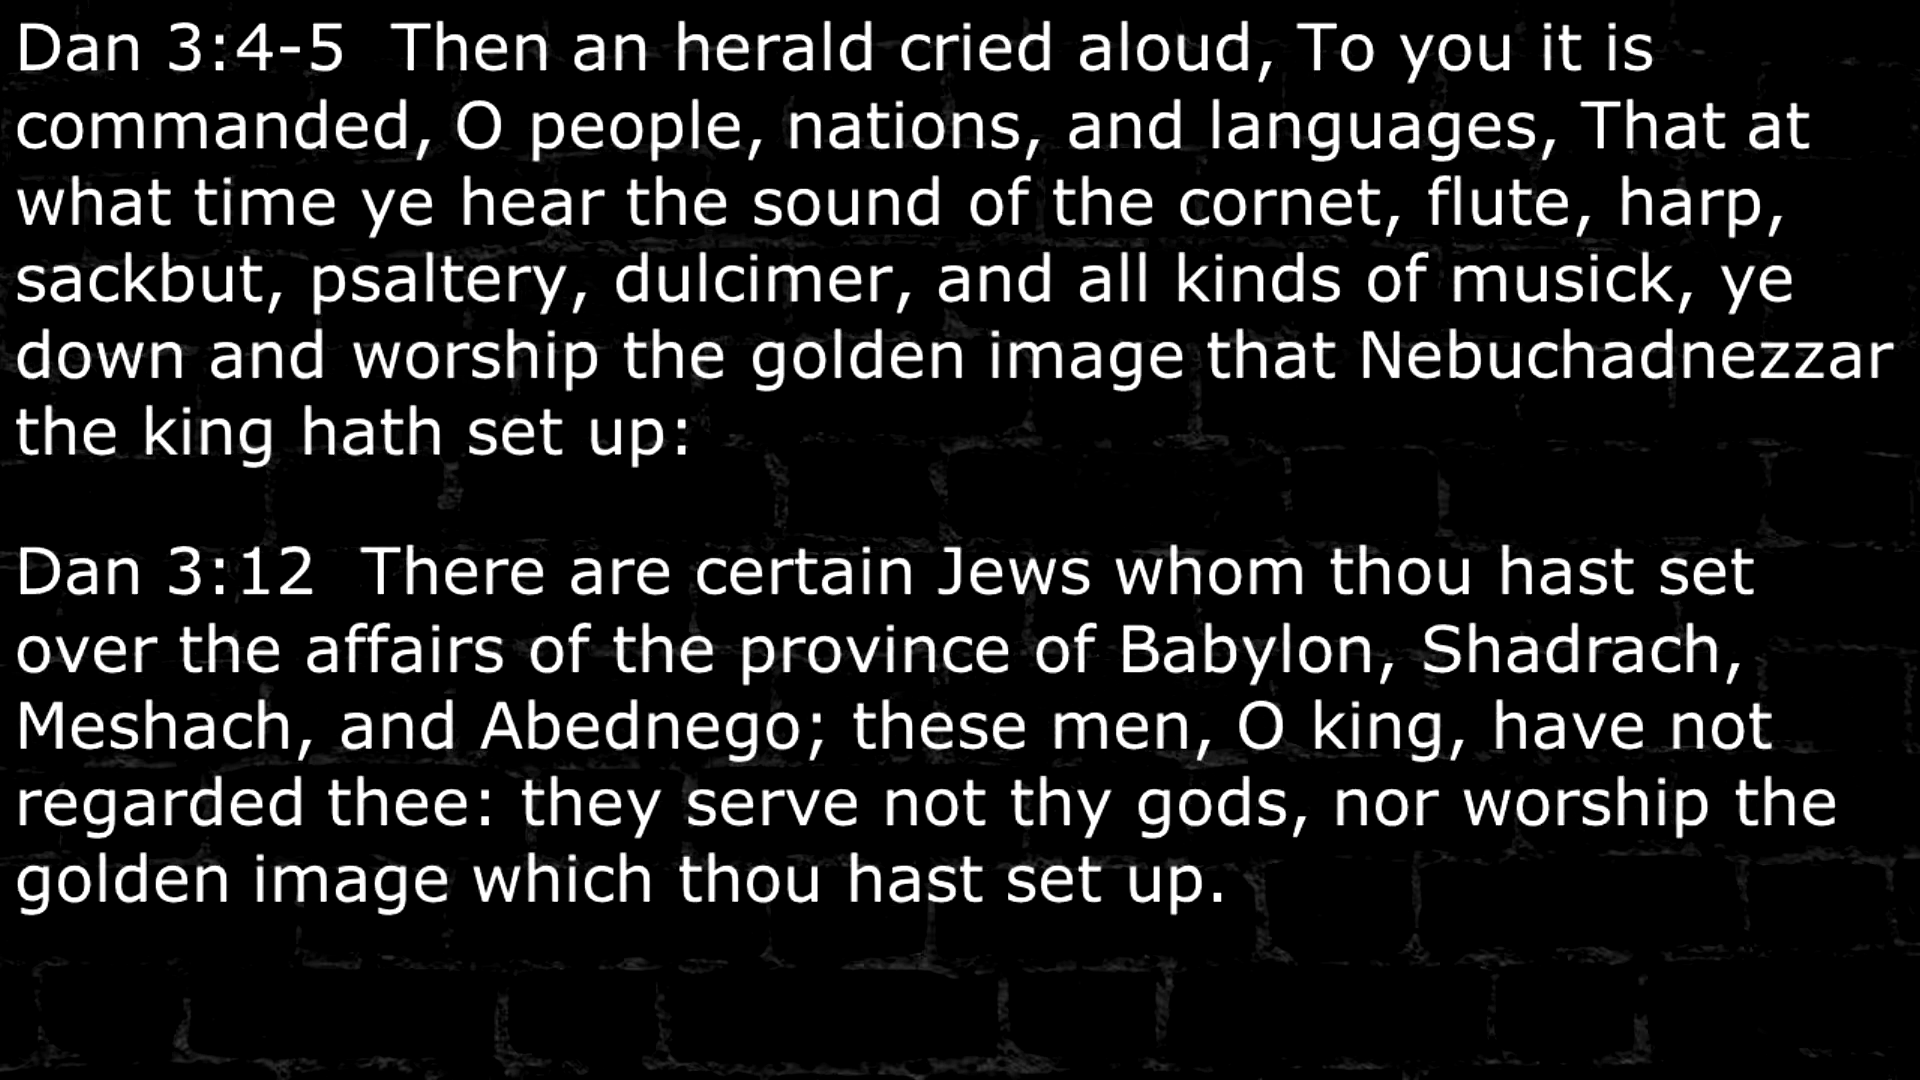 Dan 3:4-5  Then an herald cried aloud, To you it is
commanded, O people, nations, and languages, That at
what time ye hear the sound of the cornet, flute, harp,
sackbut, psaltery, dulcimer, and all kinds of musick, ye
down and worship the golden image that Nebuchadnezzar
the king hath set up:
Dan 3:12  There are certain Jews whom thou hast set
over the affairs of the province of Babylon, Shadrach,
Meshach, and Abednego; these men, O king, have not
regarded thee: they serve not thy gods, nor worship the
golden image which thou hast set up.